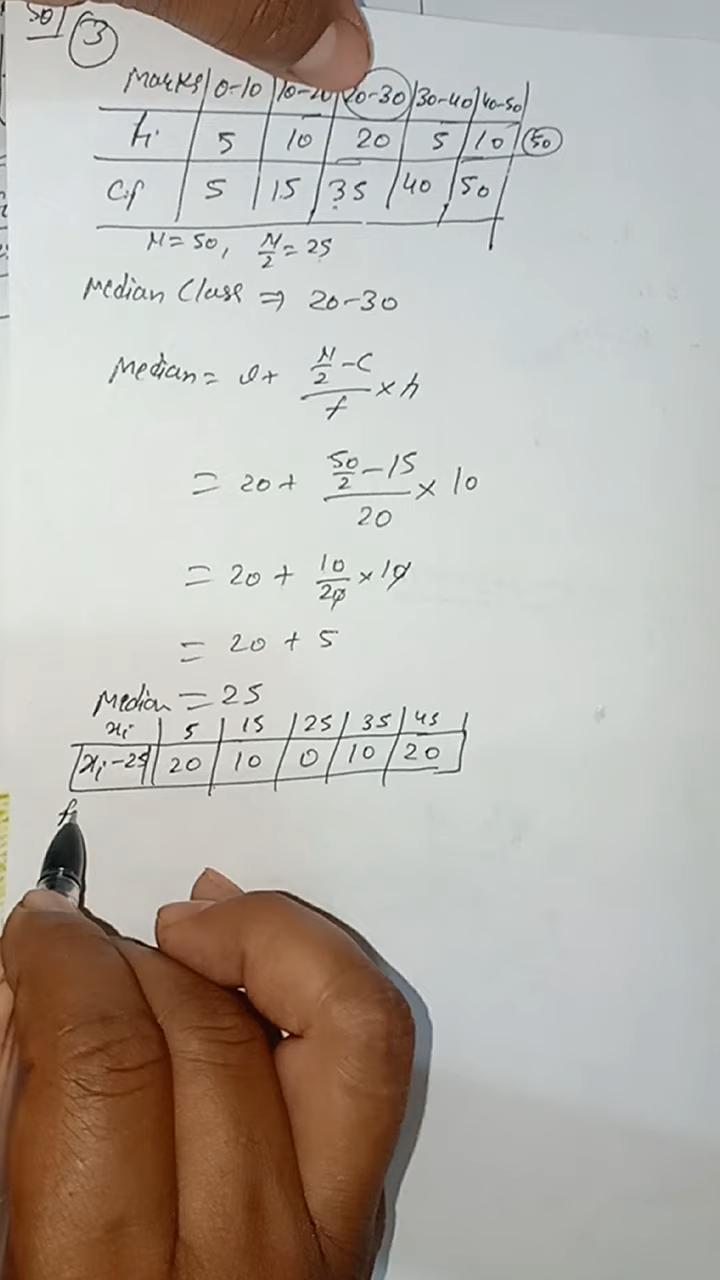 Sol (3)
Marks | 0-10 | 10-20 | 20-30 | 30-40 | 40-50
fi | 5 | 10 | 20 | 5 | 10 | 50
C.f | 5 | 15 | 35 | 40 | 50
N = 50, N/2 = 25
Median Class ⇒ 20-30
Median = l + (N/2 - C)/f × h
= 20 + (50/2 - 15)/20 × 10
= 20 + 10/20 × 10
= 20 + 5
Median = 25
xi | 5 | 15 | 25 | 35 | 45
|xi - 25| | 20 | 10 | 0 | 10 | 20